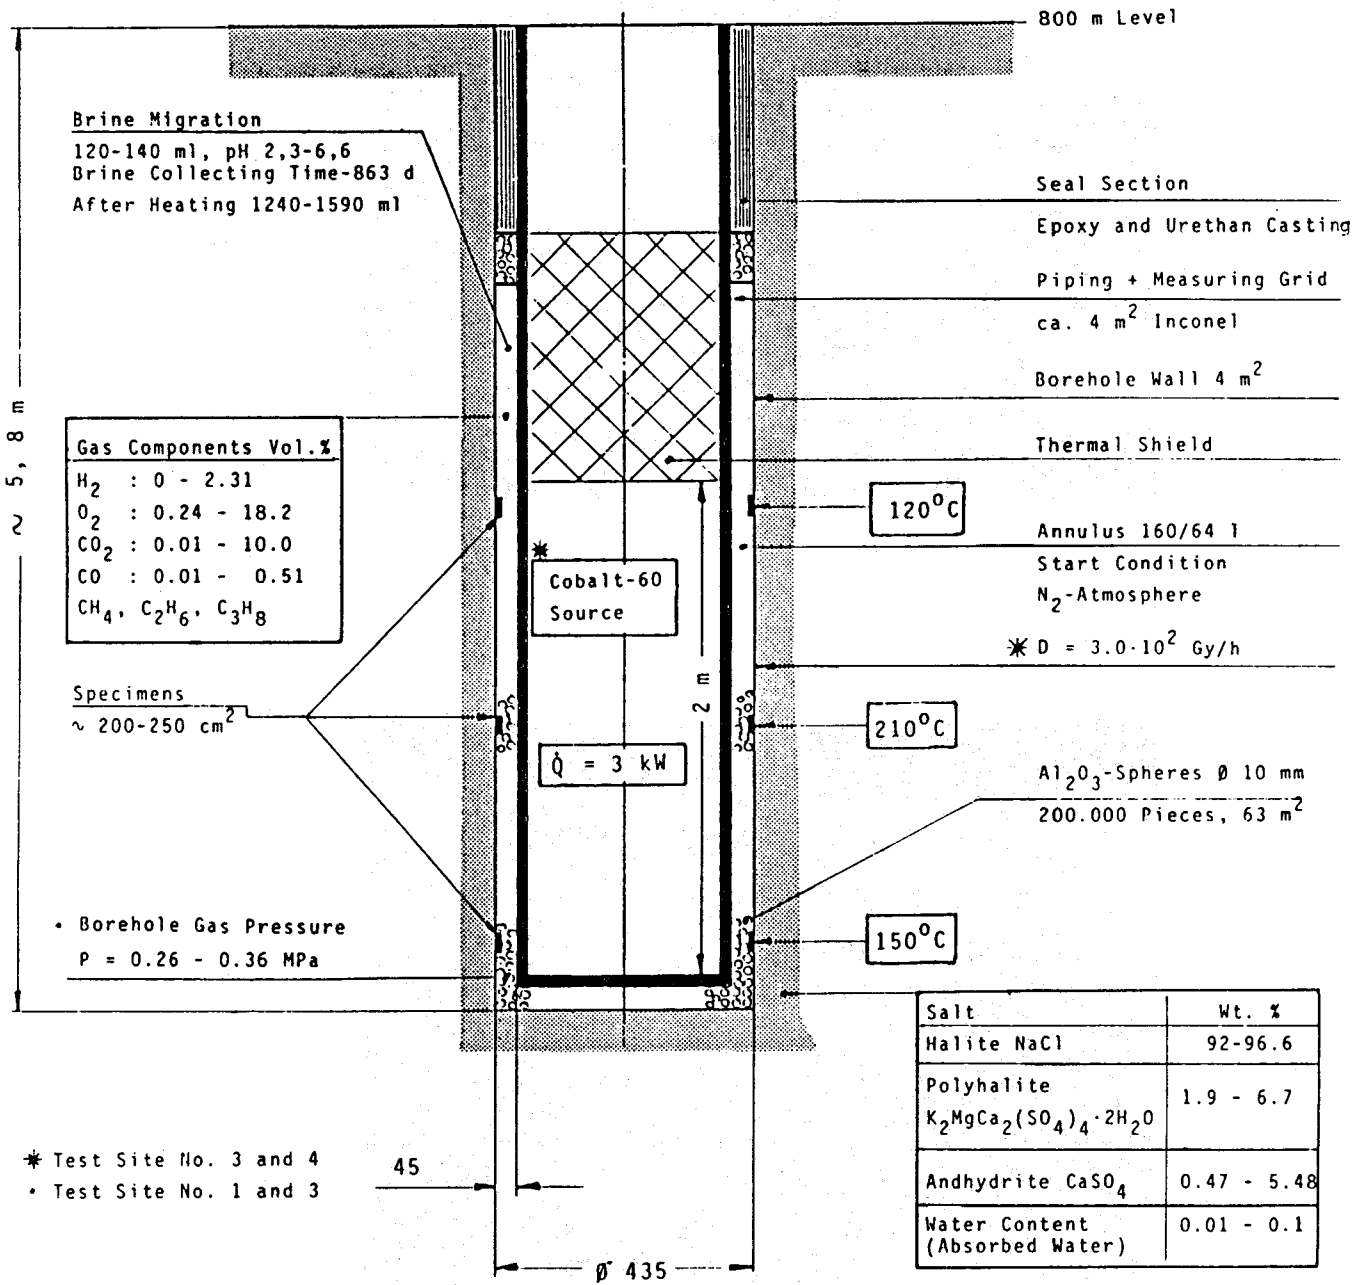 800 m Level
Brine Migration
120-140 ml, pH 2,3-6,6
Brine Collecting Time-863 d
After Heating 1240-1590 ml
~ 5,8 m
Gas Components Vol.%
H₂ : 0 - 2.31
O₂ : 0.24 - 18.2
CO₂ : 0.01 - 10.0
CO : 0.01 - 0.51
CH₄, C₂H₆, C₃H₈
Specimens
~ 200-250 cm²
• Borehole Gas Pressure
P = 0.26 - 0.36 MPa
✳ Test Site No. 3 and 4
• Test Site No. 1 and 3
✳
Cobalt-60
Source
2 m
Q̇ = 3 kW
45
Ø 435
Seal Section
Epoxy and Urethan Casting
Piping + Measuring Grid
ca. 4 m² Inconel
Borehole Wall 4 m²
Thermal Shield
120°C
Annulus 160/64 l
Start Condition
N₂-Atmosphere
✳ D = 3.0·10² Gy/h
210°C
Al₂O₃-Spheres Ø 10 mm
200.000 Pieces, 63 m²
150°C
Salt Wt. %
Halite NaCl 92-96.6
Polyhalite
K₂MgCa₂(SO₄)₄·2H₂O 1.9 - 6.7
Andhydrite CaSO₄ 0.47 - 5.48
Water Content 0.01 - 0.1
(Absorbed Water)